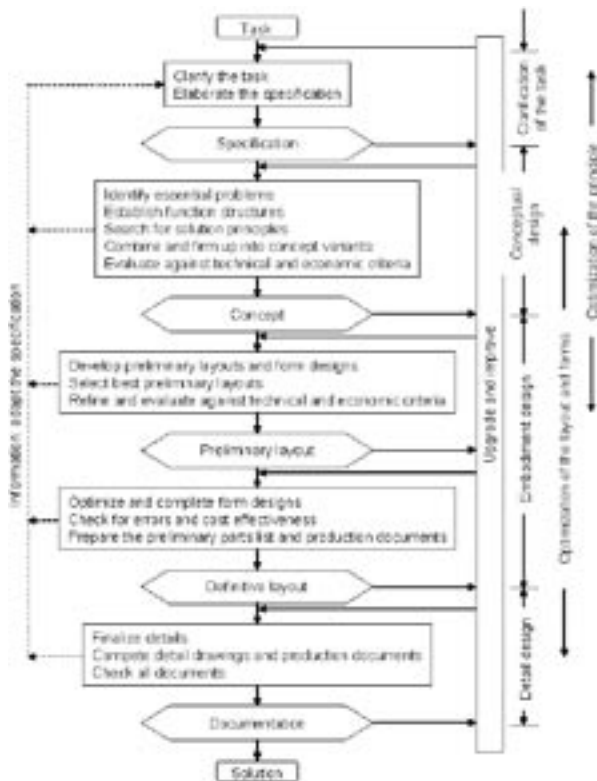 Task
Clarify the task
Elaborate the specification
Specification
Identify essential problems
Establish function structures
Search for solution principles
Combine and firm up into concept variants
Evaluate against technical and economic criteria
Concept
Develop preliminary layouts and form designs
Select best preliminary layouts
Refine and evaluate against technical and economic criteria
Preliminary layout
Optimize and complete form designs
Check for errors and cost effectiveness
Prepare the preliminary parts list and production documents
Definitive layout
Finalize details
Complete detail drawings and production documents
Check all documents
Documentation
Solution
Information: adapt the specification
Upgrade and improve
Clarification
of the task
Conceptual
design
Embodiment design
Detail design
Optimization of the layout and forms
Optimization of the principle